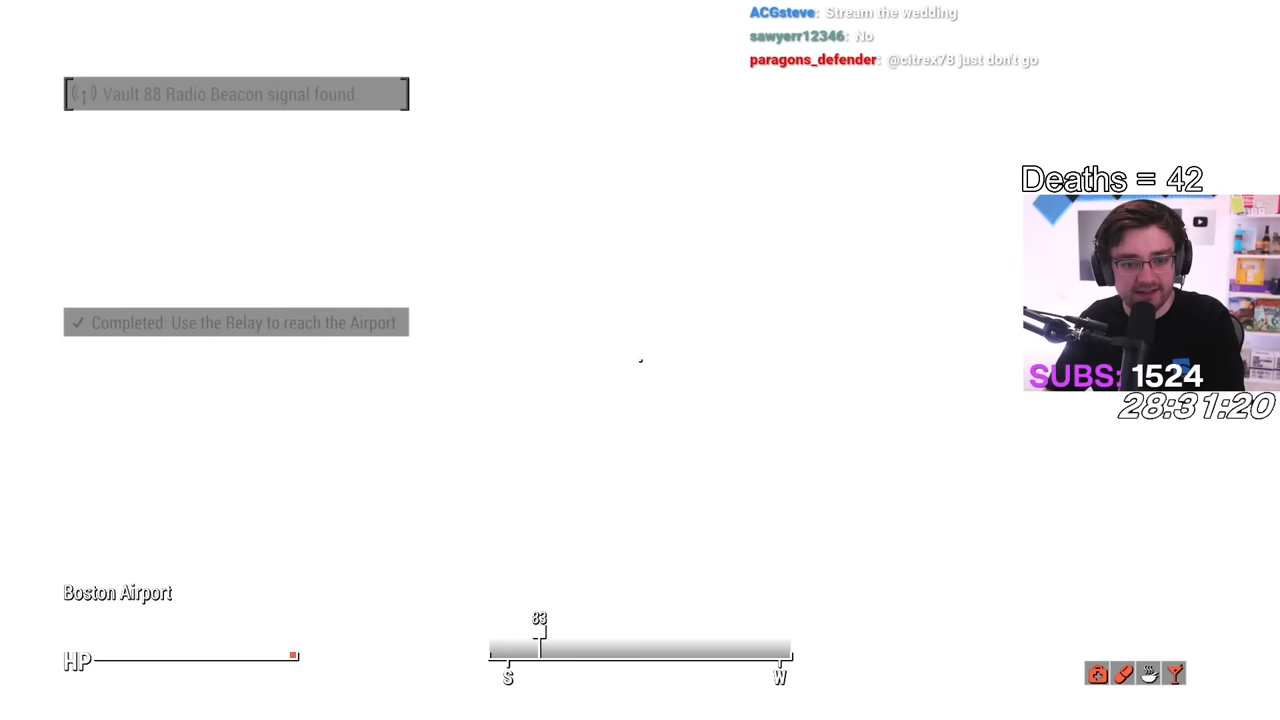 ACGsteve: Stream the wedding
sawyerr12346: No
paragons_defender: @citrex78 just don't go
Vault 88 Radio Beacon signal found.
Deaths = 42
✓ Completed: Use the Relay to reach the Airport
SUBS: 1524
28:31:20
Boston Airport
83
HP
S W